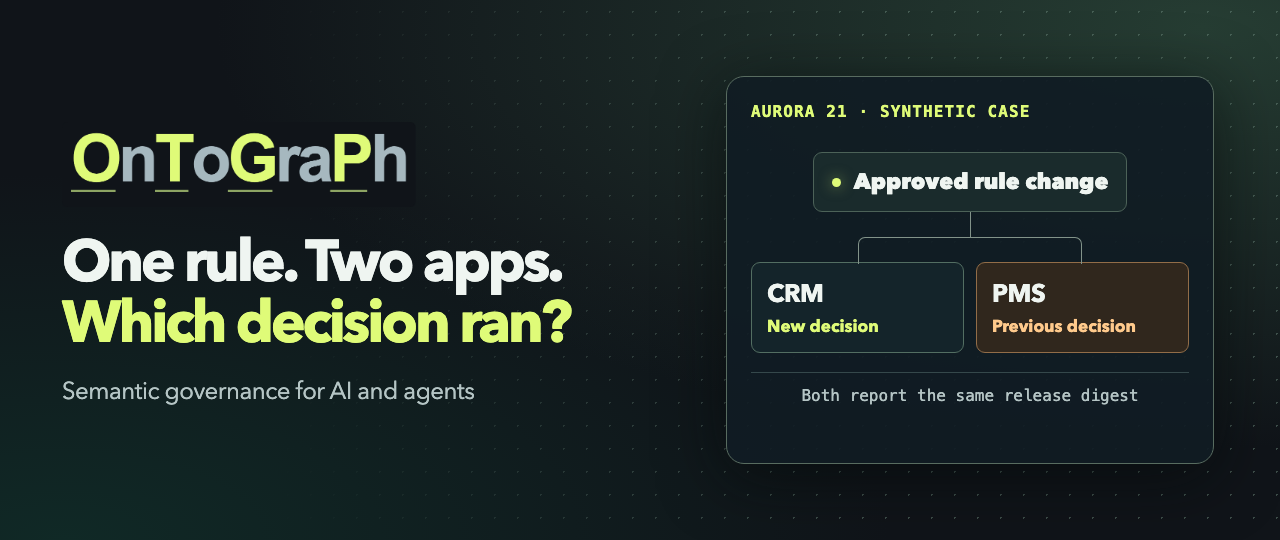 OnToGraPh
One rule. Two apps.
Which decision ran?
Semantic governance for AI and agents
AURORA 21 · SYNTHETIC CASE
Approved rule change
CRM
New decision
PMS
Previous decision
Both report the same release digest